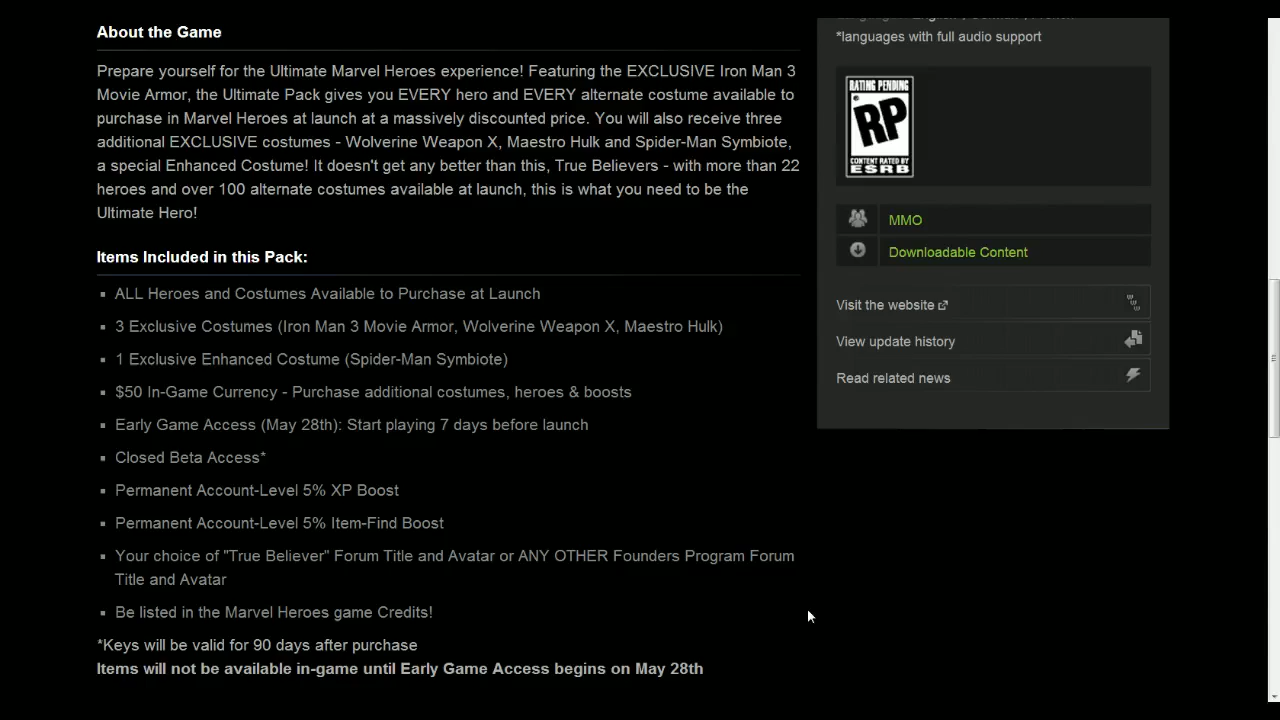 About the Game
Prepare yourself for the Ultimate Marvel Heroes experience! Featuring the EXCLUSIVE Iron Man 3
Movie Armor, he Ultimate Pack gives you EVERY hero and EVERY alternate costume available to
purchase in Marvel Heroes at launch at a massively discounted price. You will also receive three
additional EXCLUSIVE costumes - Wolverine Weapon X, Maestro Hulk and Spider-Man Symbiote,
a special Enhanced Costume! It doesn't get any better than this, True Believers - with more than 22
heroes and over 100 alternate costumes available at launch, this is what you need to be the
Ultimate Hero!
Items Included in this Pack:
ALL Heroes and Costumes Available to Purchase at Launch
3 Exclusive Costumes (Iron Man 3 Movie Armor, Wolverine Weapon X, Maestro Hulk)
1 Exclusive Enhanced Costume (Spider-Man Symbiote)
$50 In-Game Currency - Purchase additional costumes, heroes & boosts
Early Game Access (May 28th): Start playing 7 days before launch
Closed Beta Access*
Permanent Account-Level 5% XP Boost
Permanent Account-Level 5% Item-Find Boost
Your choice of "True Believer" Forum Title and Avatar or ANY OTHER Founders Program Forum
Title and Avatar
Be listed in the Marvel Heroes game Credits!
*Keys will be valid for 90 days after purchase
Items will not be available in-game until Early Game Access begins on May 28th
*languages with full audio support
RATING PENDING
RP
CONTENT RATED BY
ESRB
MMO
Downloadable Content
Visit the website
View update history
Read related news